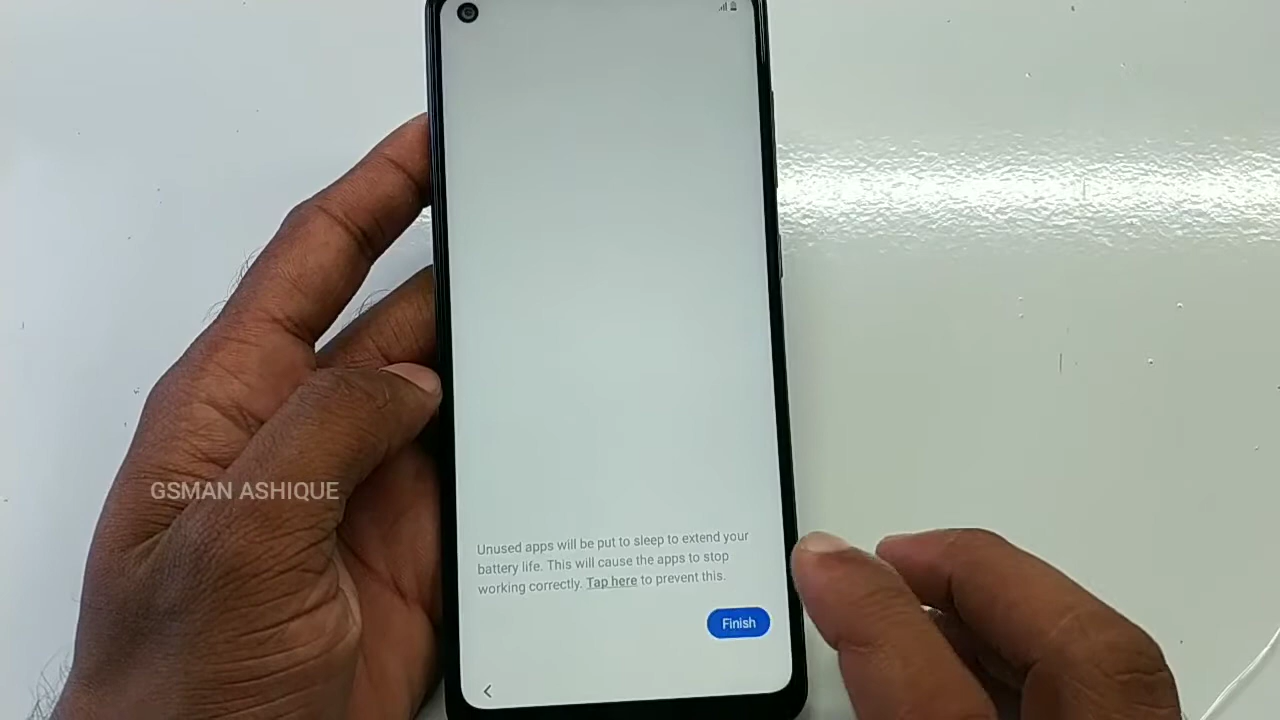 GSMAN ASHIQUE
Unused apps will be put to sleep to extend your
battery life. This will cause the apps to stop
working correctly. Tap here to prevent this.
Finish